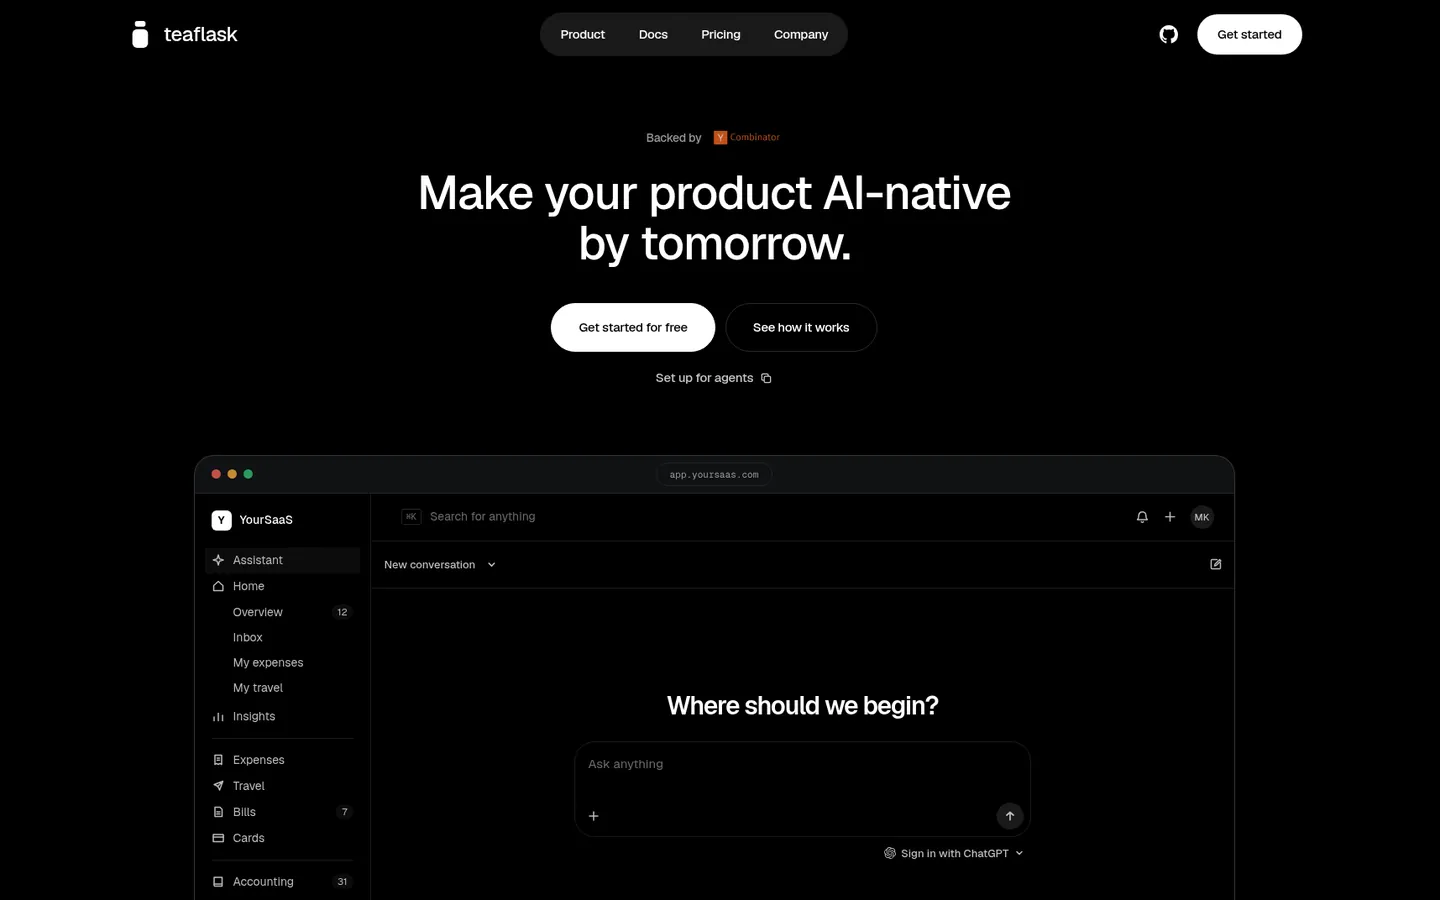 teaflask
Product Docs Pricing Company
Get started
Backed by Y Combinator
Make your product AI-native
by tomorrow.
Get started for free
See how it works
Set up for agents
app.yoursaas.com
Y YourSaaS
⌘K Search for anything
MK
Assistant
New conversation
Home
Overview 12
Inbox
My expenses
My travel
Insights
Where should we begin?
Expenses
Ask anything
Travel
Bills 7
Cards
Sign in with ChatGPT
Accounting 31